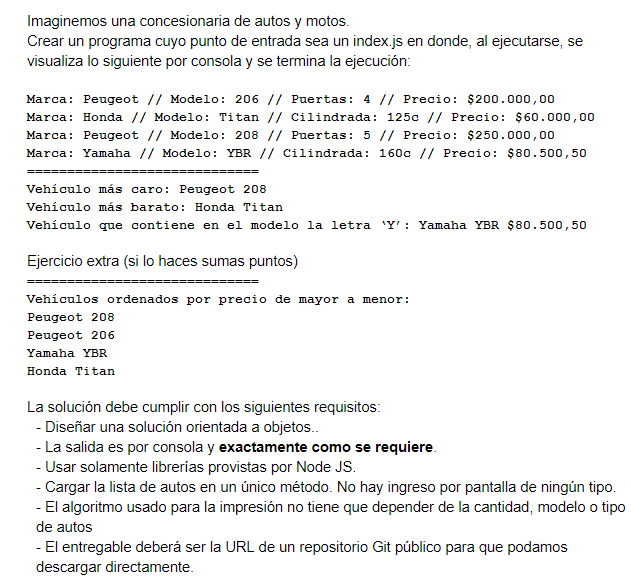 Imaginemos una concesionaria de autos y motos.
Crear un programa cuyo punto de entrada sea un index.js en donde, al ejecutarse, se
visualiza lo siguiente por consola y se termina la ejecución:
Marca: Peugeot // Modelo: 206 // Puertas: 4 // Precio: $200.000,00
Marca: Honda // Modelo: Titan // Cilindrada: 125c // Precio: $60.000,00
Marca: Peugeot // Modelo: 208 // Puertas: 5 // Precio: $250.000,00
Marca: Yamaha // Modelo: YBR // Cilindrada: 160c // Precio: $80.500,50
=============================
Vehículo más caro: Peugeot 208
Vehículo más barato: Honda Titan
Vehículo que contiene en el modelo la letra ‘Y’: Yamaha YBR $80.500,50
Ejercicio extra (si lo haces sumas puntos)
=============================
Vehículos ordenados por precio de mayor a menor:
Peugeot 208
Peugeot 206
Yamaha YBR
Honda Titan
La solución debe cumplir con los siguientes requisitos:
- Diseñar una solución orientada a objetos..
- La salida es por consola y exactamente como se requiere.
- Usar solamente librerías provistas por Node JS.
- Cargar la lista de autos en un único método. No hay ingreso por pantalla de ningún tipo.
- El algoritmo usado para la impresión no tiene que depender de la cantidad, modelo o tipo
de autos
- El entregable deberá ser la URL de un repositorio Git público para que podamos
descargar directamente.